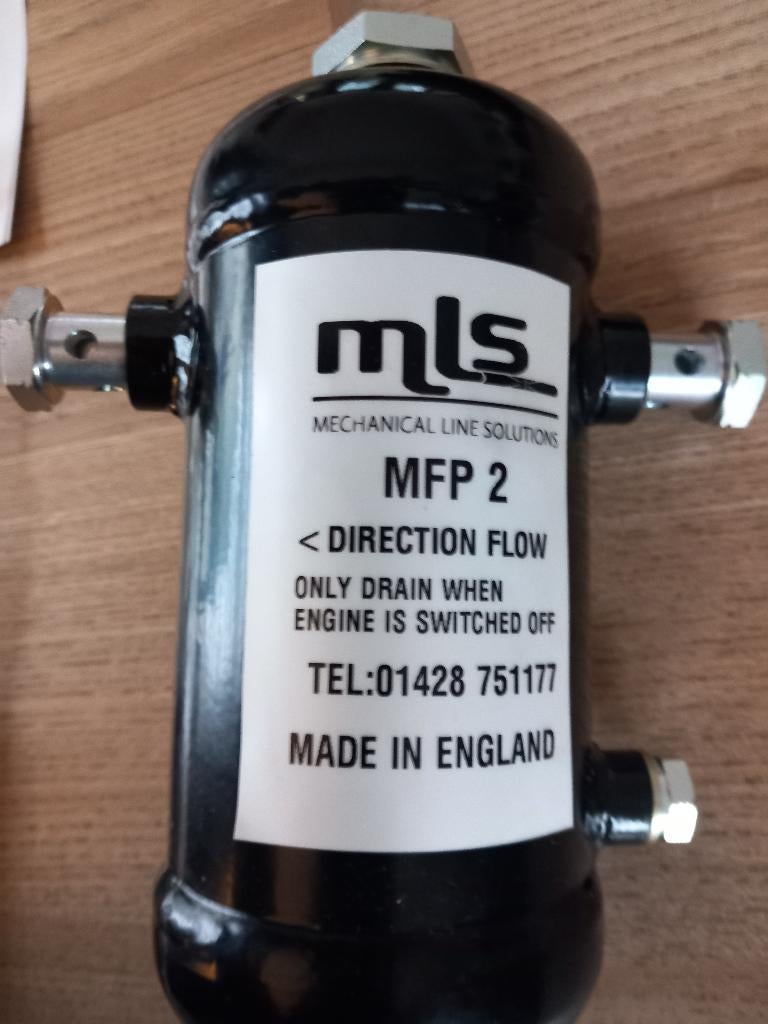 mls
MECHANICAL LINE SOLUTIONS
MFP 2
< DIRECTION FLOW
ONLY DRAIN WHEN
ENGINE IS SWITCHED OFF
TEL:01428 751177
MADE IN ENGLAND